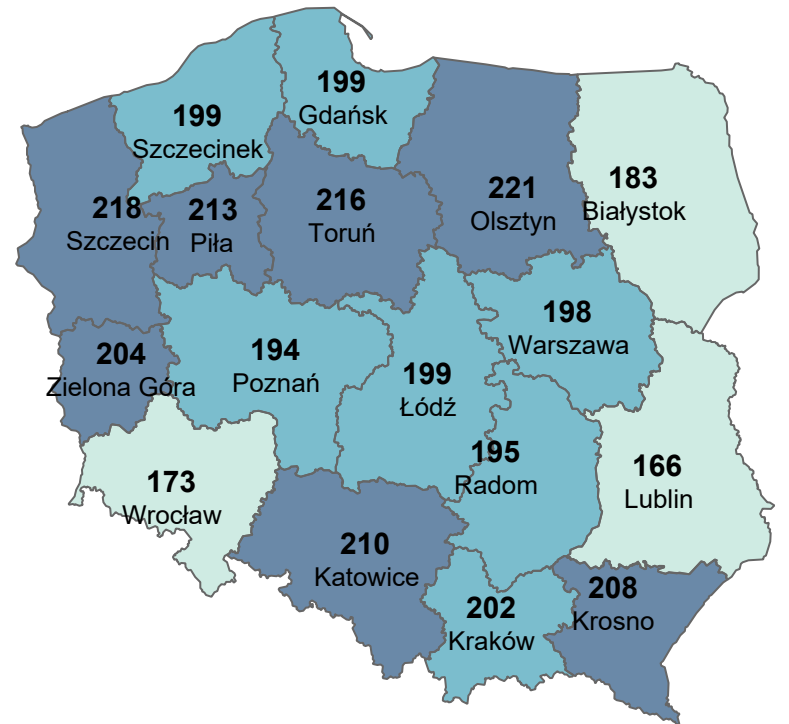 199
Gdańsk
199
Szczecinek
183
Białystok
221
Olsztyn
216
Toruń
213
Piła
218
Szczecin
198
Warszawa
204
Zielona Góra
194
Poznań
199
Łódź
195
Radom
166
Lublin
173
Wrocław
210
Katowice
208
Krosno
202
Kraków